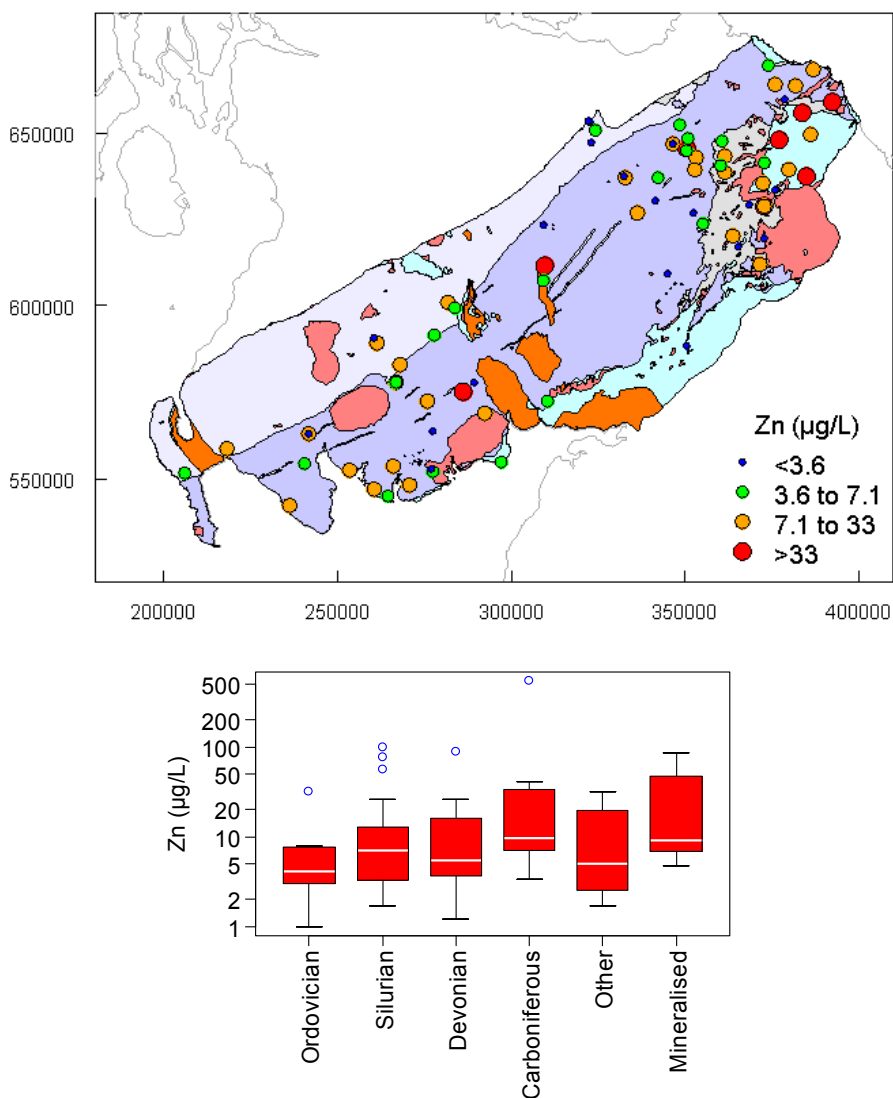 650000
600000
550000
Zn (µg/L)
<3.6
3.6 to 7.1
7.1 to 33
>33
200000 250000 300000 350000 400000
Zn (µg/L)
500
200
100
50
20
10
5
2
1
Ordovician
Silurian
Devonian
Carboniferous
Other
Mineralised